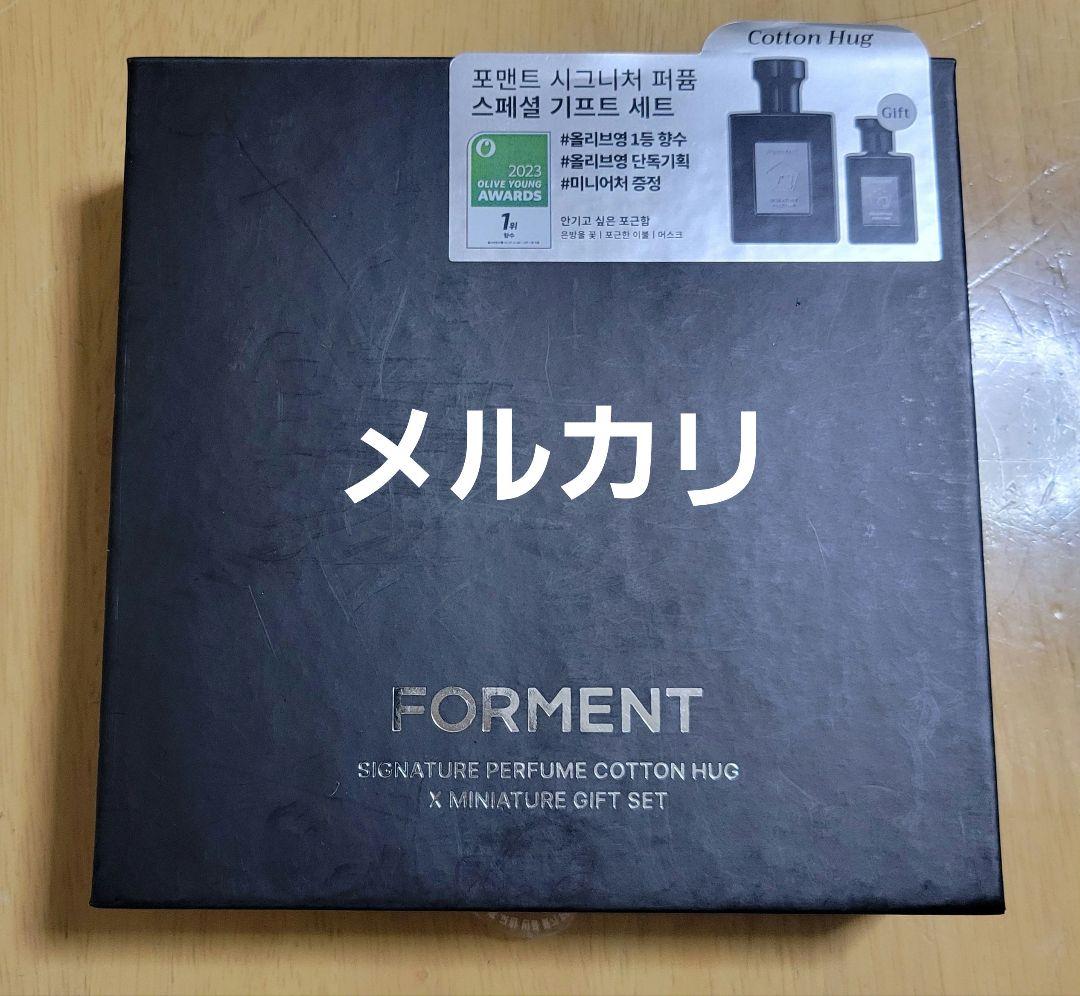 Cotton Hug
포맨트 시그니처 퍼퓸
스페셜 기프트 세트
Gift
#올리브영 1등 향수
#올리브영 단독기획
#미니어처 증정
2023
OLIVE YOUNG
AWARDS
1위
향수
안기고 싶은 포근함
은방울 꽃 | 포근한 이불 | 머스크
メルカリ
FORMENT
SIGNATURE PERFUME COTTON HUG
X MINIATURE GIFT SET